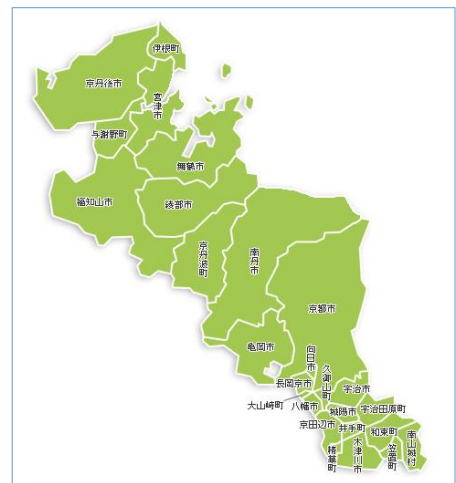 伊根町
京丹後市
宮津市
与謝野町
舞鶴市
福知山市
綾部市
京丹波町
南丹市
京都市
亀岡市
向日市
久御山町
長岡京市
宇治市
大山崎町
八幡市
城陽市
宇治田原町
京田辺市
井手町
和東町
南山城村
精華町
木津川市
笠置町